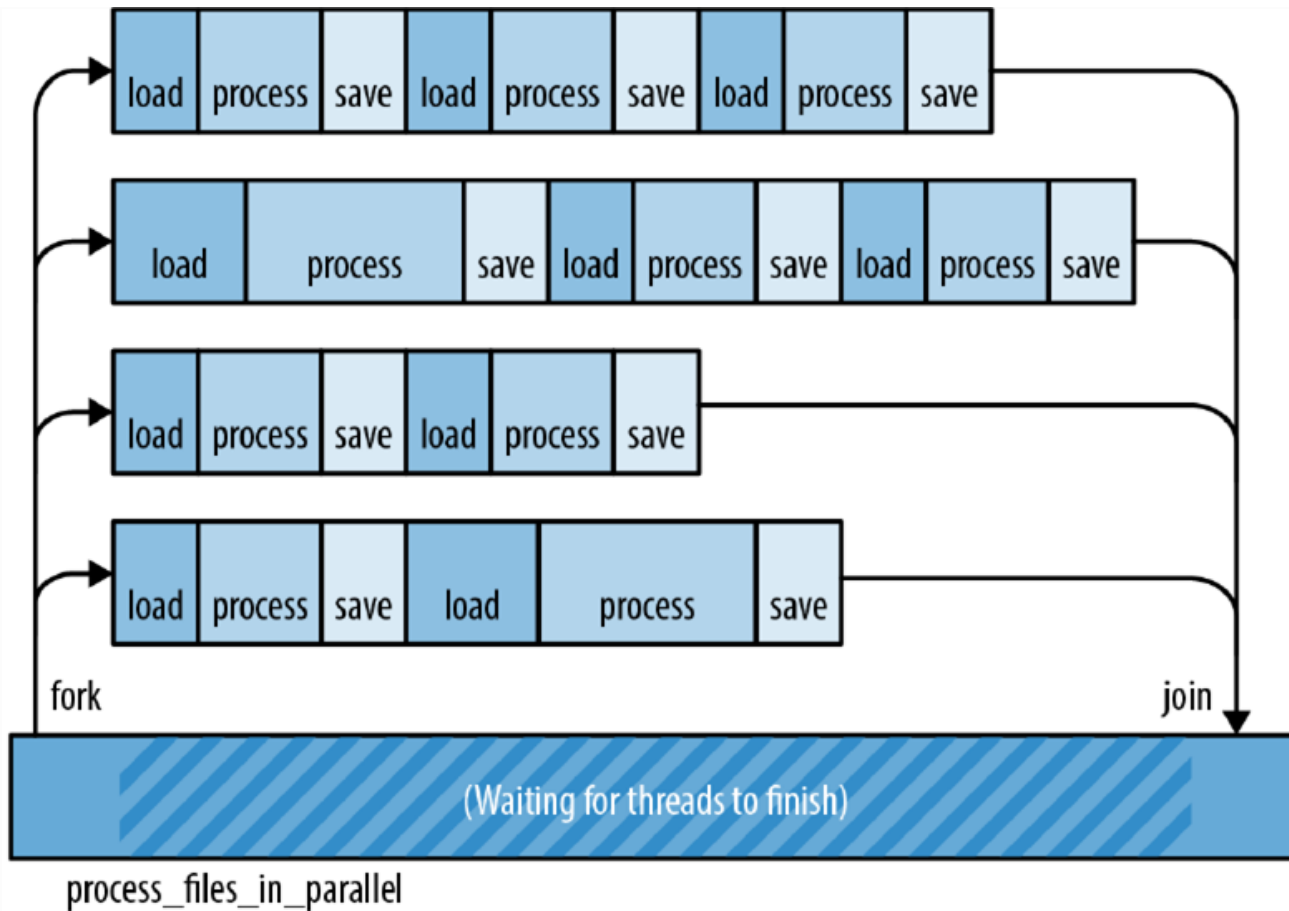 load process save load process save load process save
load process save load process save load process save
load process save load process save
load process save load process save
fork join
(Waiting for threads to finish)
process_files_in_parallel